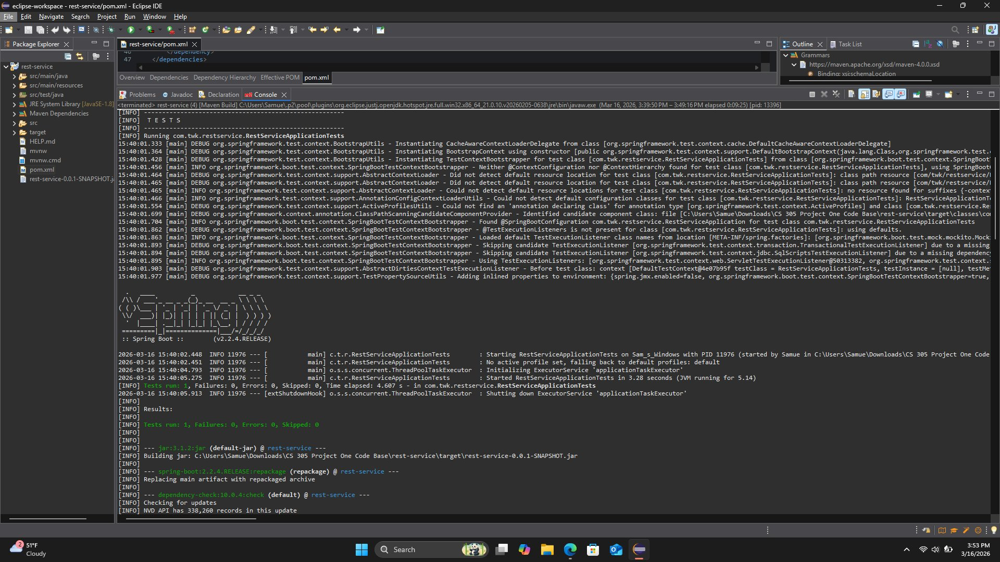 eclipse-workspace - rest-service/pom.xml - Eclipse IDE
File Edit Navigate Search Project Run Window Help
Package Explorer
rest-service
src/main/java
src/main/resources
src/test/java
JRE System Library [JavaSE-1.8]
Maven Dependencies
src
target
HELP.md
mvnw
mvnw.cmd
pom.xml
rest-service-0.0.1-SNAPSHOT.ja
rest-service/pom.xml
46 </dependency>
47 </dependencies>
Overview Dependencies Dependency Hierarchy Effective POM pom.xml
Outline Task List
Grammars
https://maven.apache.org/xsd/maven-4.0.0.xsd
Binding: xsi:schemaLocation
Problems Javadoc Declaration Console
<terminated> rest-service (4) [Maven Build] C:\Users\Samue\.p2\pool\plugins\org.eclipse.justj.openjdk.hotspot.jre.full.win32.x86_64_21.0.10.v20260205-0638\jre\bin\javaw.exe (Mar 16, 2026, 3:39:50 PM – 3:49:16 PM elapsed 0:09:25) [pid: 13396]
[INFO] -------------------------------------------------------
[INFO]  T E S T S
[INFO] -------------------------------------------------------
[INFO] Running com.twk.restservice.RestServiceApplicationTests
15:40:01.333 [main] DEBUG org.springframework.test.context.BootstrapUtils - Instantiating CacheAwareContextLoaderDelegate from class [org.springframework.test.context.cache.DefaultCacheAwareContextLoaderDelegate]
15:40:01.364 [main] DEBUG org.springframework.test.context.BootstrapUtils - Instantiating BootstrapContext using constructor [public org.springframework.test.context.support.DefaultBootstrapContext(java.lang.Class,org.springframework.test.
15:40:01.428 [main] DEBUG org.springframework.test.context.BootstrapUtils - Instantiating TestContextBootstrapper for test class [com.twk.restservice.RestServiceApplicationTests] from class [org.springframework.boot.test.context.SpringBoot
15:40:01.456 [main] INFO org.springframework.boot.test.context.SpringBootTestContextBootstrapper - Neither @ContextConfiguration nor @ContextHierarchy found for test class [com.twk.restservice.RestServiceApplicationTests], using SpringBoot
15:40:01.464 [main] DEBUG org.springframework.test.context.support.AbstractContextLoader - Did not detect default resource location for test class [com.twk.restservice.RestServiceApplicationTests]: class path resource [com/twk/restservice/
15:40:01.465 [main] DEBUG org.springframework.test.context.support.AbstractContextLoader - Did not detect default resource location for test class [com.twk.restservice.RestServiceApplicationTests]: class path resource [com/twk/restservice/
15:40:01.465 [main] INFO org.springframework.test.context.support.AbstractContextLoader - Could not detect default resource locations for test class [com.twk.restservice.RestServiceApplicationTests]: no resource found for suffixes {-context
15:40:01.466 [main] INFO org.springframework.test.context.support.AnnotationConfigContextLoaderUtils - Could not detect default configuration classes for test class [com.twk.restservice.RestServiceApplicationTests]: RestServiceApplicationTe
15:40:01.554 [main] DEBUG org.springframework.test.context.support.ActiveProfilesUtils - Could not find an 'annotation declaring class' for annotation type [org.springframework.test.context.ActiveProfiles] and class [com.twk.restservice.Res
15:40:01.699 [main] DEBUG org.springframework.context.annotation.ClassPathScanningCandidateComponentProvider - Identified candidate component class: file [C:\Users\Samue\Downloads\CS 305 Project One Code Base\rest-service\target\classes\com
15:40:01.704 [main] INFO org.springframework.boot.test.context.SpringBootTestContextBootstrapper - Found @SpringBootConfiguration com.twk.restservice.RestServiceApplication for test class com.twk.restservice.RestServiceApplicationTests
15:40:01.862 [main] DEBUG org.springframework.boot.test.context.SpringBootTestContextBootstrapper - @TestExecutionListeners is not present for class [com.twk.restservice.RestServiceApplicationTests]: using defaults.
15:40:01.863 [main] INFO org.springframework.boot.test.context.SpringBootTestContextBootstrapper - Loaded default TestExecutionListener class names from location [META-INF/spring.factories]: [org.springframework.boot.test.mock.mockito.Mocki
15:40:01.893 [main] DEBUG org.springframework.boot.test.context.SpringBootTestContextBootstrapper - Skipping candidate TestExecutionListener [org.springframework.test.context.transaction.TransactionalTestExecutionListener] due to a missing
15:40:01.894 [main] DEBUG org.springframework.boot.test.context.SpringBootTestContextBootstrapper - Skipping candidate TestExecutionListener [org.springframework.test.context.jdbc.SqlScriptsTestExecutionListener] due to a missing dependency
15:40:01.895 [main] INFO org.springframework.boot.test.context.SpringBootTestContextBootstrapper - Using TestExecutionListeners: [org.springframework.test.context.web.ServletTestExecutionListener@50313382, org.springframework.test.context.
15:40:01.903 [main] DEBUG org.springframework.test.context.support.AbstractDirtiesContextTestExecutionListener - Before test class: context [DefaultTestContext@4e07b95f testClass = RestServiceApplicationTests, testInstance = [null], testMe
15:40:01.977 [main] DEBUG org.springframework.test.context.support.TestPropertySourceUtils - Adding inlined properties to environment: {spring.jmx.enabled=false, org.springframework.boot.test.context.SpringBootTestContextBootstrapper=true,
Spring
:: Spring Boot :: (v2.2.4.RELEASE)
2026-03-16 15:40:02.448 INFO 11976 --- [ main] c.t.r.RestServiceApplicationTests : Starting RestServiceApplicationTests on Sam_s_Windows with PID 11976 (started by Samue in C:\Users\Samue\Downloads\CS 305 Project One Code
2026-03-16 15:40:02.451 INFO 11976 --- [ main] c.t.r.RestServiceApplicationTests : No active profile set, falling back to default profiles: default
2026-03-16 15:40:04.793 INFO 11976 --- [ main] o.s.s.concurrent.ThreadPoolTaskExecutor : Initializing ExecutorService 'applicationTaskExecutor'
2026-03-16 15:40:05.275 INFO 11976 --- [ main] c.t.r.RestServiceApplicationTests : Started RestServiceApplicationTests in 3.28 seconds (JVM running for 5.14)
[INFO] Tests run: 1, Failures: 0, Errors: 0, Skipped: 0, Time elapsed: 4.607 s - in com.twk.restservice.RestServiceApplicationTests
2026-03-16 15:40:05.913 INFO 11976 --- [extShutdownHook] o.s.s.concurrent.ThreadPoolTaskExecutor : Shutting down ExecutorService 'applicationTaskExecutor'
[INFO]
[INFO] Results:
[INFO]
[INFO] Tests run: 1, Failures: 0, Errors: 0, Skipped: 0
[INFO]
[INFO]
[INFO] --- jar:3.1.2:jar (default-jar) @ rest-service ---
[INFO] Building jar: C:\Users\Samue\Downloads\CS 305 Project One Code Base\rest-service\target\rest-service-0.0.1-SNAPSHOT.jar
[INFO]
[INFO] --- spring-boot:2.2.4.RELEASE:repackage (repackage) @ rest-service ---
[INFO] Replacing main artifact with repackaged archive
[INFO]
[INFO] --- dependency-check:10.0.4:check (default) @ rest-service ---
[INFO] Checking for updates
[INFO] NVD API has 338,260 records in this update
2
51°F
Cloudy
Search
3:53 PM
3/16/2026